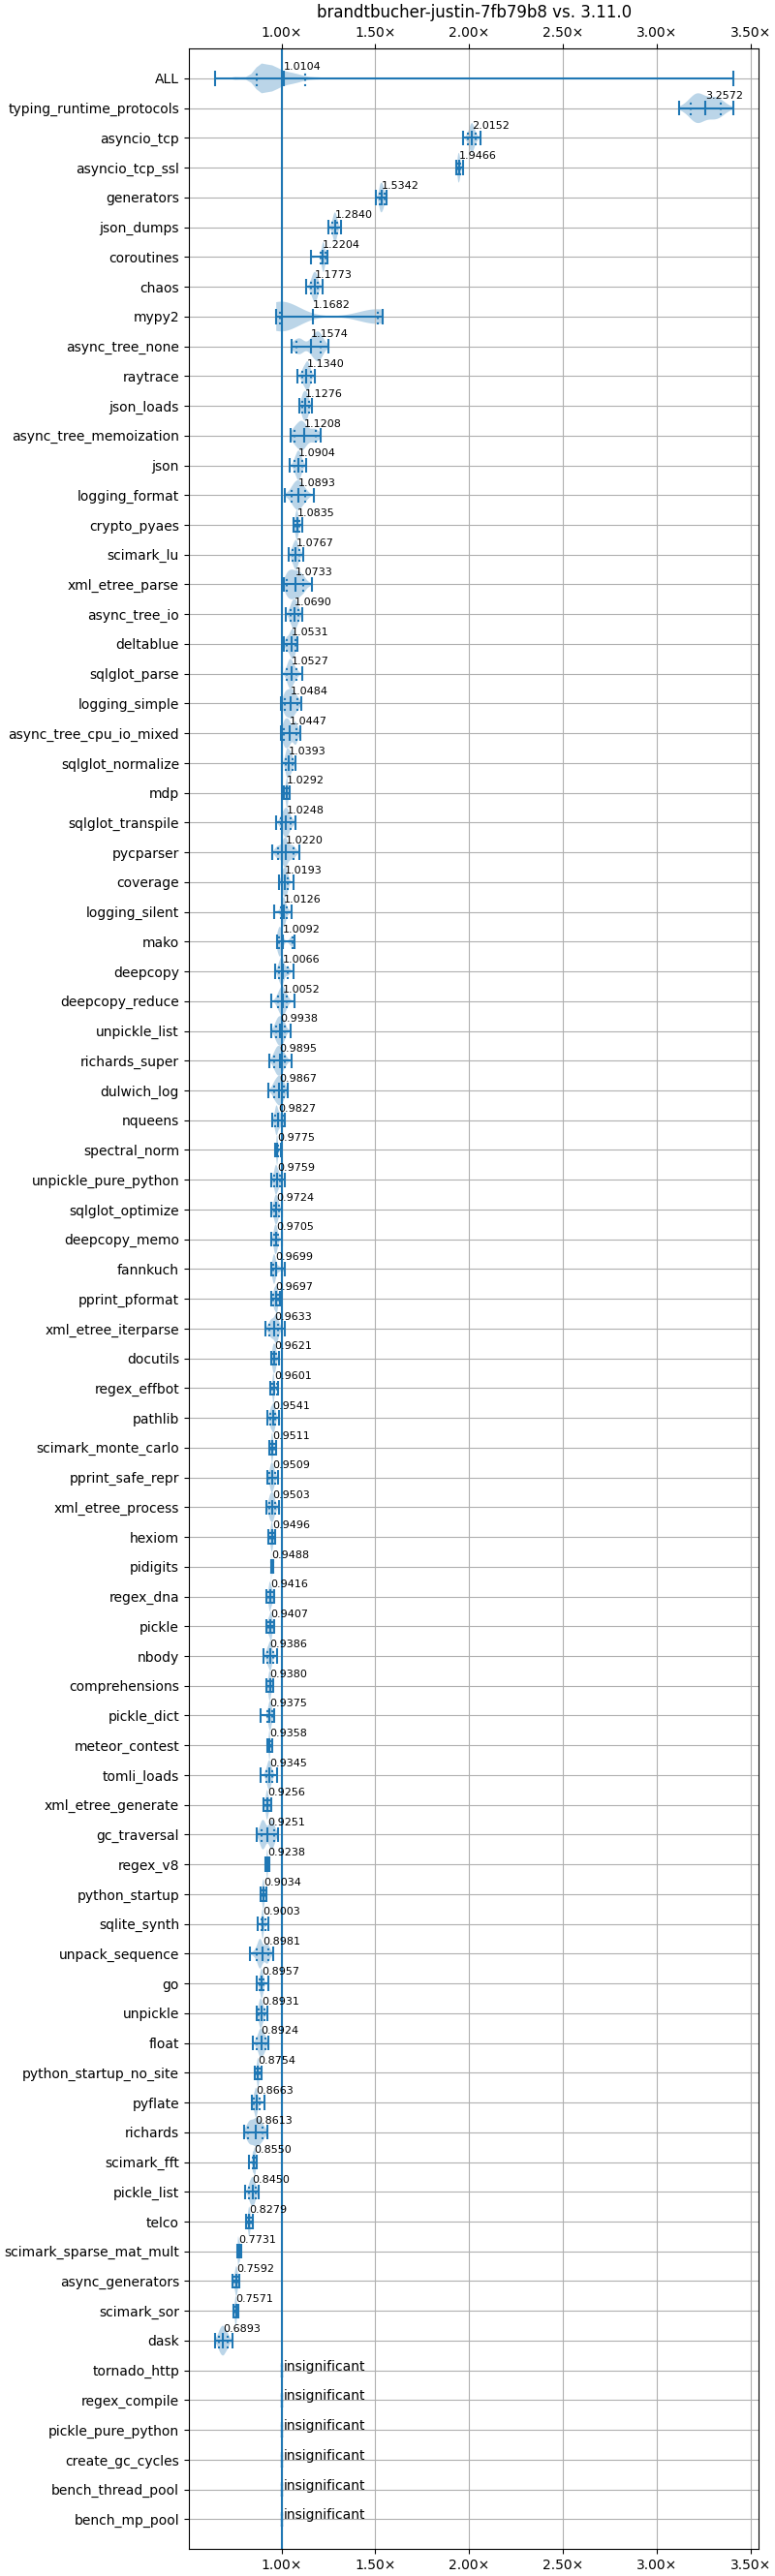 brandtbucher-justin-7fb79b8 vs. 3.11.0
1.00× 1.50× 2.00× 2.50× 3.00× 3.50×
ALL 1.0104
typing_runtime_protocols 3.2572
asyncio_tcp 2.0152
asyncio_tcp_ssl 1.9466
generators 1.5342
json_dumps 1.2840
coroutines 1.2204
chaos 1.1773
mypy2 1.1682
async_tree_none 1.1574
raytrace 1.1340
json_loads 1.1276
async_tree_memoization 1.1208
json 1.0904
logging_format 1.0893
crypto_pyaes 1.0835
scimark_lu 1.0767
xml_etree_parse 1.0733
async_tree_io 1.0690
deltablue 1.0531
sqlglot_parse 1.0527
logging_simple 1.0484
async_tree_cpu_io_mixed 1.0447
sqlglot_normalize 1.0393
mdp 1.0292
sqlglot_transpile 1.0248
pycparser 1.0220
coverage 1.0193
logging_silent 1.0126
mako 1.0092
deepcopy 1.0066
deepcopy_reduce 1.0052
unpickle_list 0.9938
richards_super 0.9895
dulwich_log 0.9867
nqueens 0.9827
spectral_norm 0.9775
unpickle_pure_python 0.9759
sqlglot_optimize 0.9724
deepcopy_memo 0.9705
fannkuch 0.9699
pprint_pformat 0.9697
xml_etree_iterparse 0.9633
docutils 0.9621
regex_effbot 0.9601
pathlib 0.9541
scimark_monte_carlo 0.9511
pprint_safe_repr 0.9509
xml_etree_process 0.9503
hexiom 0.9496
pidigits 0.9488
regex_dna 0.9416
pickle 0.9407
nbody 0.9386
comprehensions 0.9380
pickle_dict 0.9375
meteor_contest 0.9358
tomli_loads 0.9345
xml_etree_generate 0.9256
gc_traversal 0.9251
regex_v8 0.9238
python_startup 0.9034
sqlite_synth 0.9003
unpack_sequence 0.8981
go 0.8957
unpickle 0.8931
float 0.8924
python_startup_no_site 0.8754
pyflate 0.8663
richards 0.8613
scimark_fft 0.8550
pickle_list 0.8450
telco 0.8279
scimark_sparse_mat_mult 0.7731
async_generators 0.7592
scimark_sor 0.7571
dask 0.6893
tornado_http insignificant
regex_compile insignificant
pickle_pure_python insignificant
create_gc_cycles insignificant
bench_thread_pool insignificant
bench_mp_pool insignificant
1.00× 1.50× 2.00× 2.50× 3.00× 3.50×